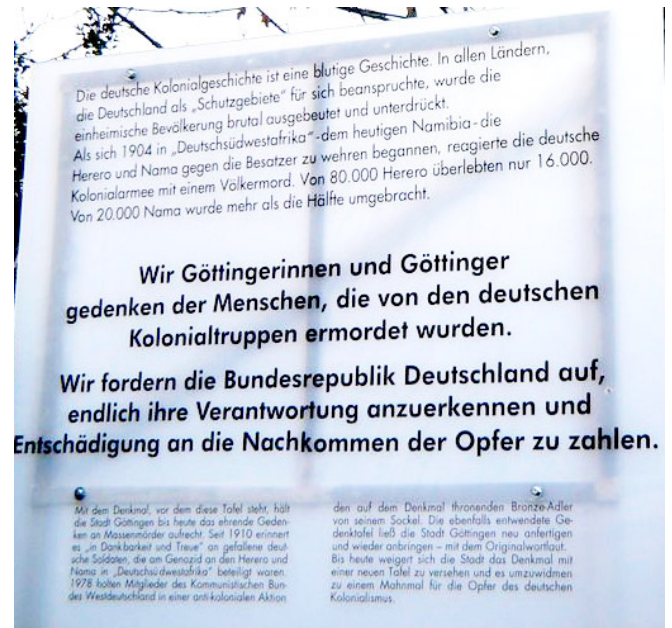 Die deutsche Kolonialgeschichte ist eine blutige Geschichte. In allen Ländern,
die Deutschland als „Schutzgebiete“ für sich beanspruchte, wurde die
einheimische Bevölkerung brutal ausgebeutet und unterdrückt.
Als sich 1904 in „Deutschsüdwestafrika“-dem heutigen Namibia-die
Herero und Nama gegen die Besatzer zu wehren begannen, reagierte die deutsche
Kolonialarmee mit einem Völkermord. Von 80.000 Herero überlebten nur 16.000.
Von 20.000 Nama wurde mehr als die Hälfte umgebracht.
Wir Göttingerinnen und Göttinger
gedenken der Menschen, die von den deutschen
Kolonialtruppen ermordet wurden.
Wir fordern die Bundesrepublik Deutschland auf,
endlich ihre Verantwortung anzuerkennen und
Entschädigung an die Nachkommen der Opfer zu zahlen.
Mit dem Denkmal, vor dem diese Tafel steht, hält
die Stadt Göttingen bis heute das ehrende Geden-
ken an Massenmörder aufrecht. Seit 1910 erinnert
es „in Dankbarkeit und Treue“ an gefallene deut-
sche Soldaten, die am Genozid an den Herero und
Nama in „Deutschsüdwestafrika“ beteiligt waren.
1978 holten Mitglieder des Kommunistischen Bun-
des Westdeutschland in einer anti-kolonialen Aktion
den auf dem Denkmal thronenden Bronze-Adler
von seinem Sockel. Die ebenfalls entwendete Ge-
denktafel ließ die Stadt Göttingen neu anfertigen
und wieder anbringen – mit dem Originalwortlaut.
Bis heute weigert sich die Stadt das Denkmal mit
einer neuen Tafel zu versehen und es umzuwidmen
zu einem Mahnmal für die Opfer des deutschen
Kolonialismus.